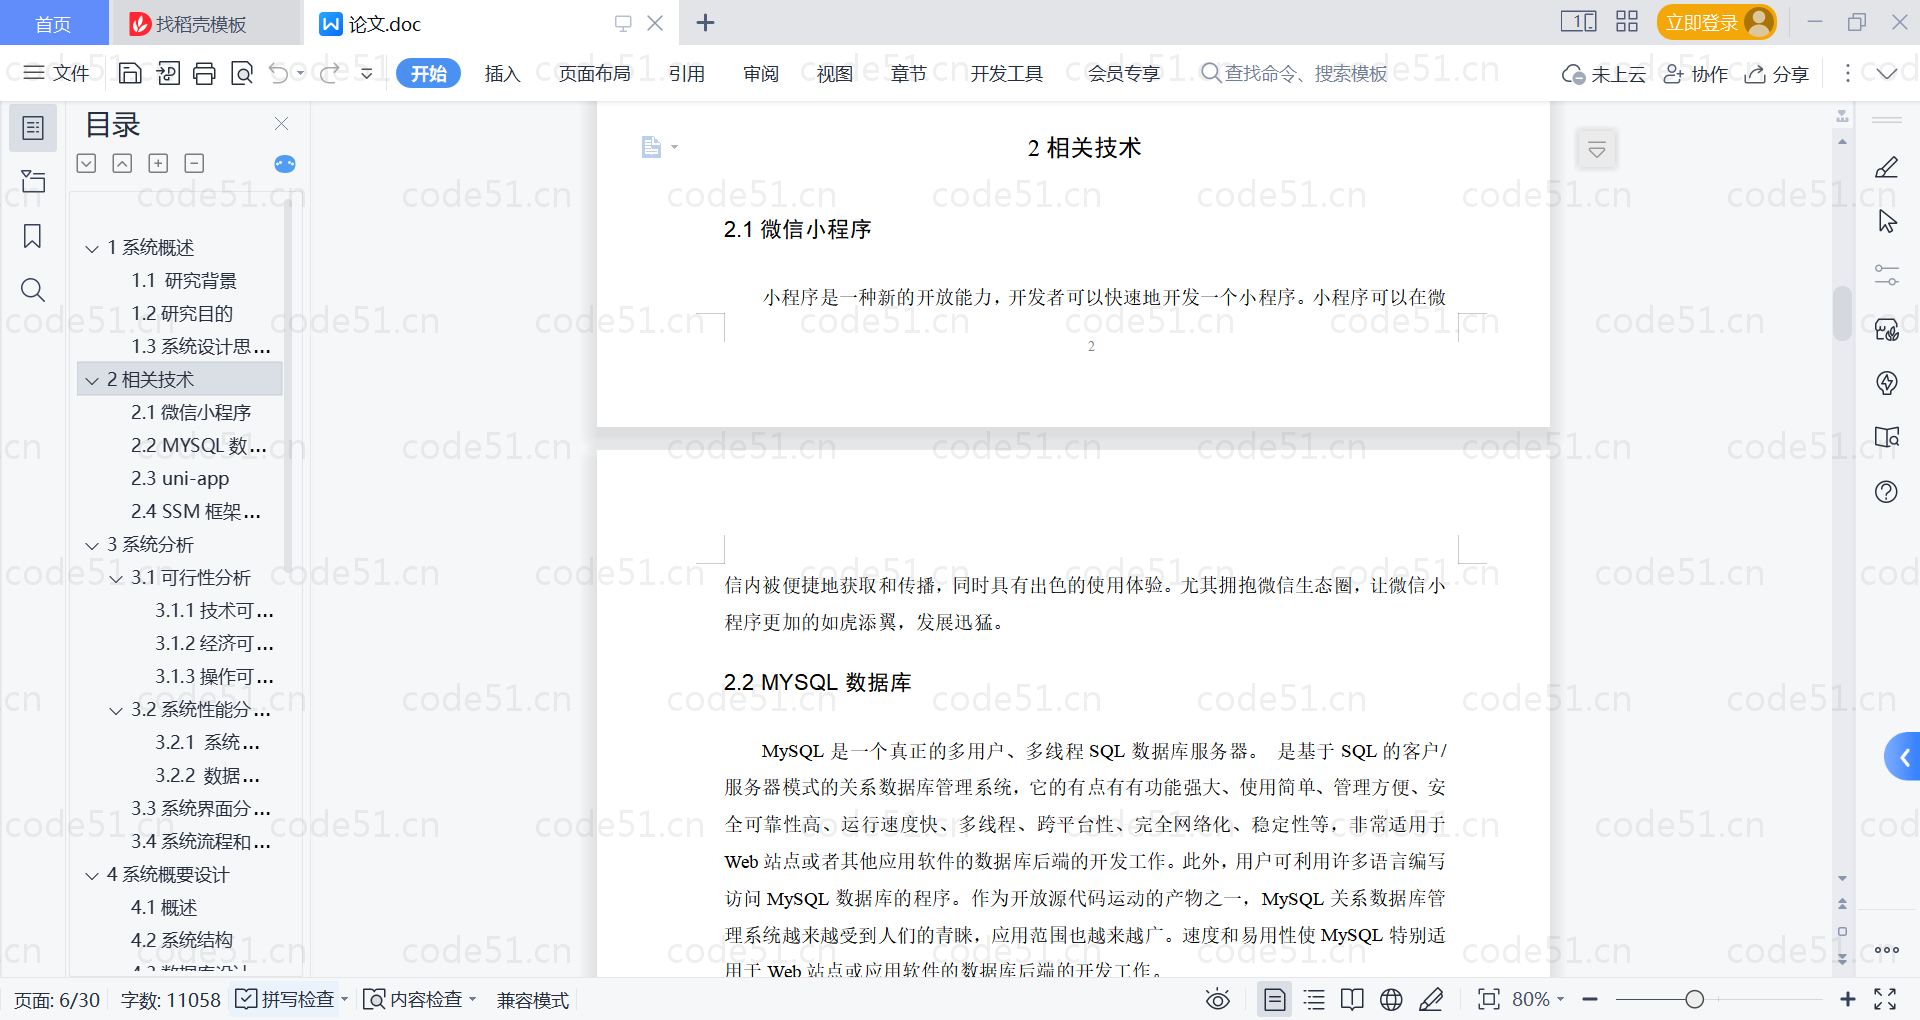 首页
找稻壳模板
论文.doc
立即登录
文件
开始
插入
页面布局
引用
审阅
视图
章节
开发工具
会员专享
查找命令、搜索模板
未上云
协作
分享
目录
1 系统概述
1.1 研究背景
1.2 研究目的
1.3 系统设计思...
2 相关技术
2.1 微信小程序
2.2 MYSQL 数...
2.3 uni-app
2.4 SSM 框架...
3 系统分析
3.1 可行性分析
3.1.1 技术可...
3.1.2 经济可...
3.1.3 操作可...
3.2 系统性能分...
3.2.1 系统...
3.2.2 数据...
3.3 系统界面分...
3.4 系统流程和...
4 系统概要设计
4.1 概述
4.2 系统结构
4.3 数据库设计
2 相关技术
2.1 微信小程序
小程序是一种新的开放能力，开发者可以快速地开发一个小程序。小程序可以在微
2
信内被便捷地获取和传播，同时具有出色的使用体验。尤其拥抱微信生态圈，让微信小
程序更加的如虎添翼，发展迅猛。
2.2 MYSQL 数据库
MySQL 是一个真正的多用户、多线程 SQL 数据库服务器。 是基于 SQL 的客户/
服务器模式的关系数据库管理系统，它的有点有有功能强大、使用简单、管理方便、安
全可靠性高、运行速度快、多线程、跨平台性、完全网络化、稳定性等，非常适用于
Web 站点或者其他应用软件的数据库后端的开发工作。此外，用户可利用许多语言编写
访问 MySQL 数据库的程序。作为开放源代码运动的产物之一，MySQL 关系数据库管
理系统越来越受到人们的青睐，应用范围也越来越广。速度和易用性使 MySQL 特别适
用于 Web 站点或应用软件的数据库后端的开发工作。
页面: 6/30
字数: 11058
拼写检查
内容检查
兼容模式
80%
code51.cn